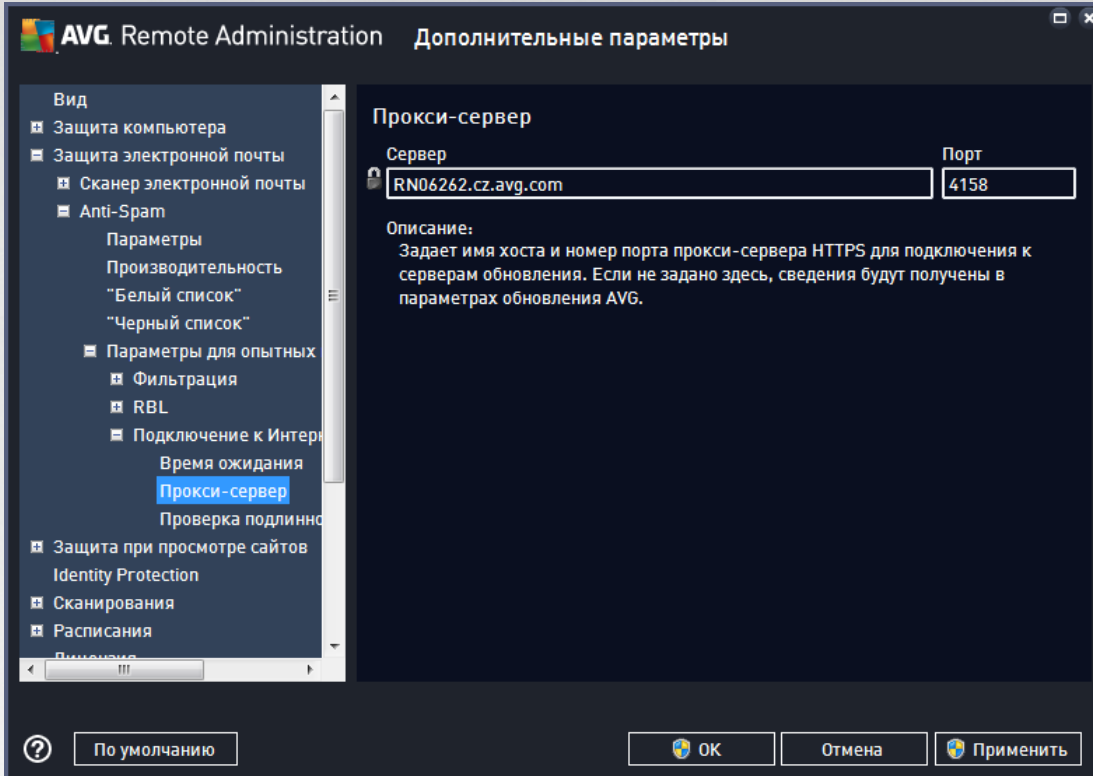 AVG. Remote Administration Дополнительные параметры
Вид
Защита компьютера
Защита электронной почты
Сканер электронной почты
Anti-Spam
Параметры
Производительность
"Белый список"
"Черный список"
Параметры для опытных
Фильтрация
RBL
Подключение к Интерн
Время ожидания
Прокси-сервер
Проверка подлинно
Защита при просмотре сайтов
Identity Protection
Сканирования
Расписания
Лицензия
Прокси-сервер
Сервер Порт
RN06262.cz.avg.com 4158
Описание:
Задает имя хоста и номер порта прокси-сервера HTTPS для подключения к
серверам обновления. Если не задано здесь, сведения будут получены в
параметрах обновления AVG.
По умолчанию OK Отмена Применить